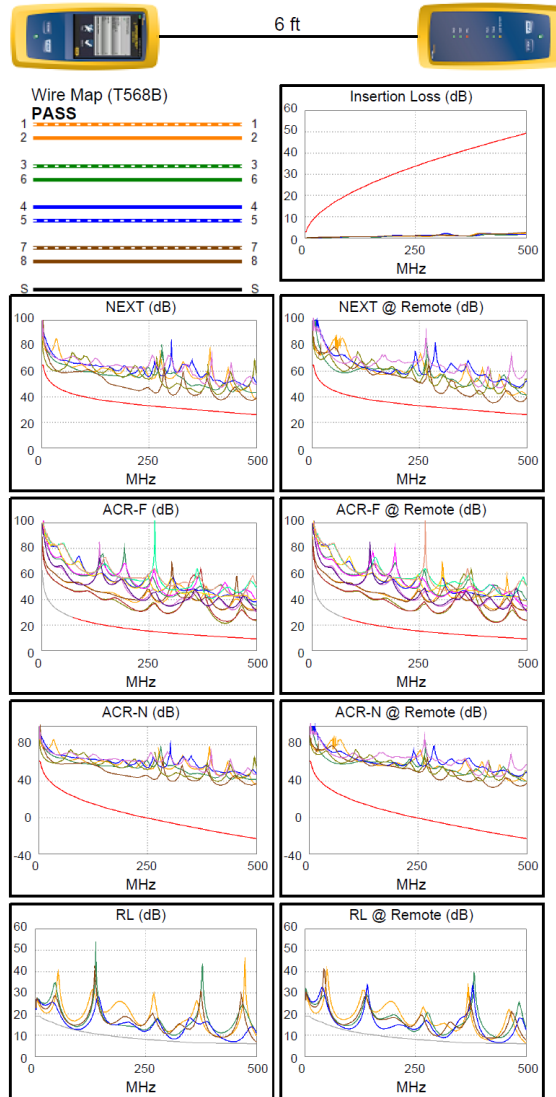 6 ft
Wire Map (T568B)
PASS
1 1
2 2
3 3
6 6
4 4
5 5
7 7
8 8
S S
Insertion Loss (dB)
60
50
40
30
20
10
0
0 250 500
MHz
NEXT (dB)
100
80
60
40
20
0
0 250 500
MHz
NEXT @ Remote (dB)
100
80
60
40
20
0
0 250 500
MHz
ACR-F (dB)
100
80
60
40
20
0
0 250 500
MHz
ACR-F @ Remote (dB)
100
80
60
40
20
0
0 250 500
MHz
ACR-N (dB)
80
40
0
-40
0 250 500
MHz
ACR-N @ Remote (dB)
80
40
0
-40
0 250 500
MHz
RL (dB)
60
50
40
30
20
10
0
0 250 500
MHz
RL @ Remote (dB)
60
50
40
30
20
10
0
0 250 500
MHz